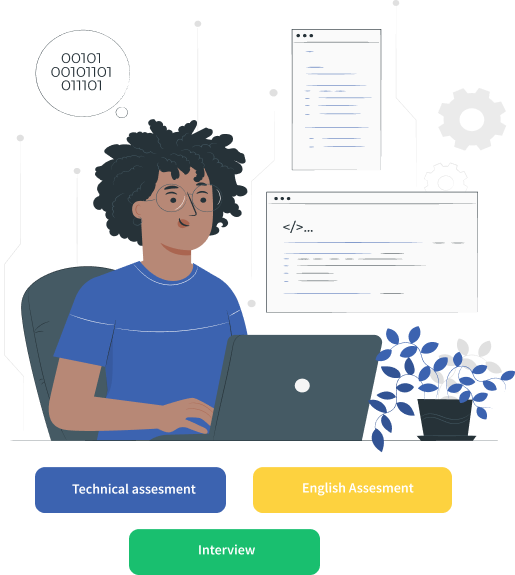 00101
00101101
011101
</>...
Technical assesment
English Assesment
Interview